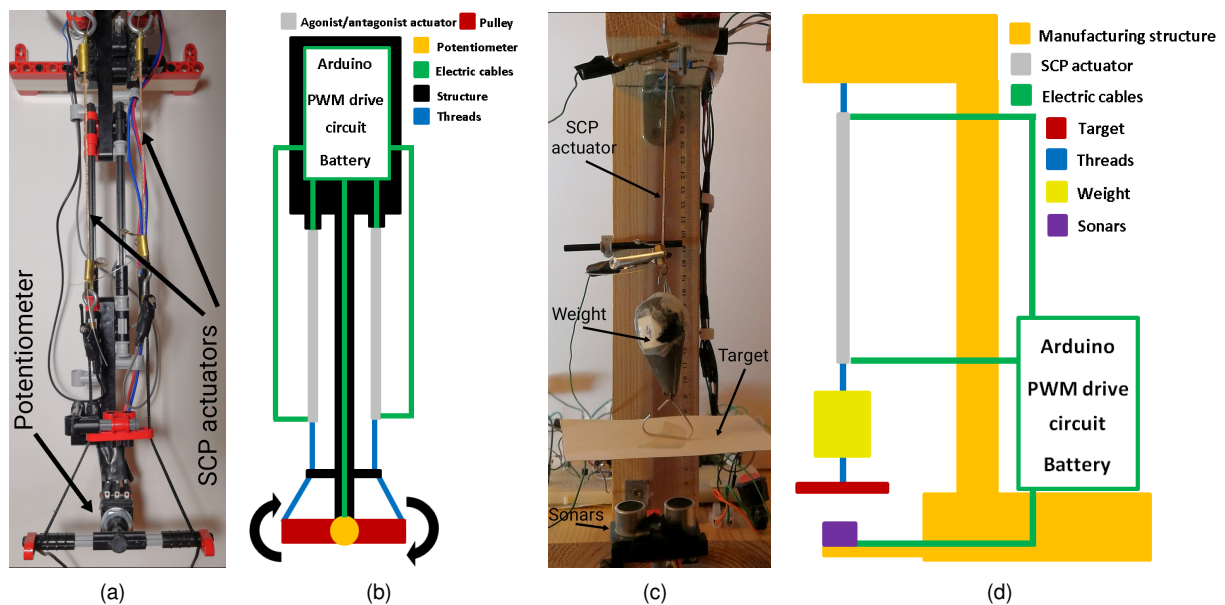 Potentiometer
SCP actuators
(a)
Agonist/antagonist actuator
Pulley
Potentiometer
Electric cables
Structure
Threads
Arduino
PWM drive
circuit
Battery
(b)
SCP
actuator
Weight
Target
Sonars
(c)
Manufacturing structure
SCP actuator
Electric cables
Target
Threads
Weight
Sonars
Arduino
PWM drive
circuit
Battery
(d)